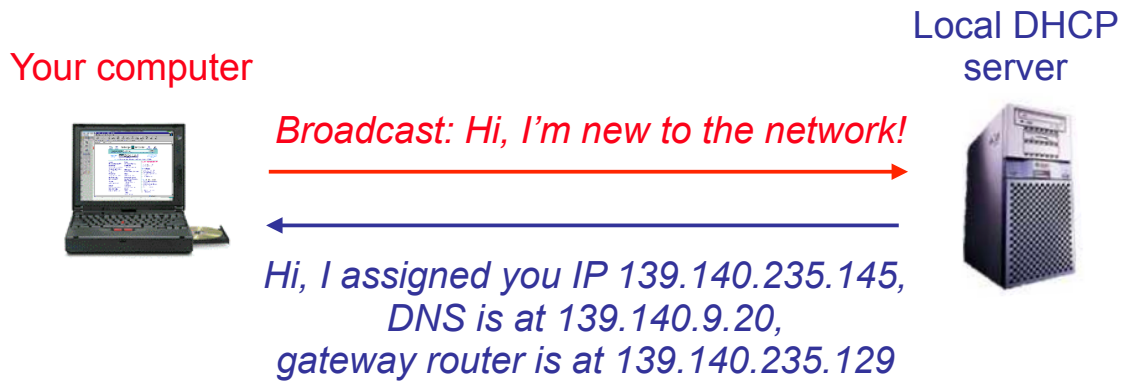 Local DHCP
server
Your computer
Broadcast: Hi, I’m new to the network!
Hi, I assigned you IP 139.140.235.145,
DNS is at 139.140.9.20,
gateway router is at 139.140.235.129